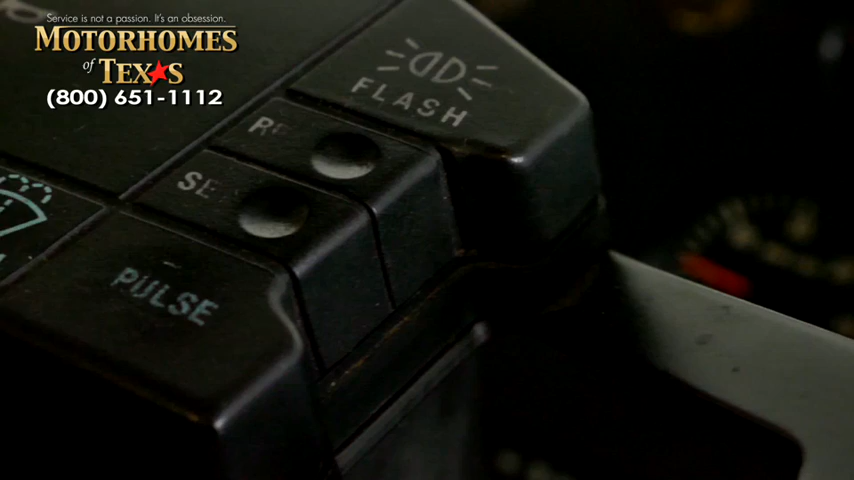 Service is not a passion. It's an obsession.
MOTORHOMES
of TEXAS
(800) 651-1112
FLASH
PULSE